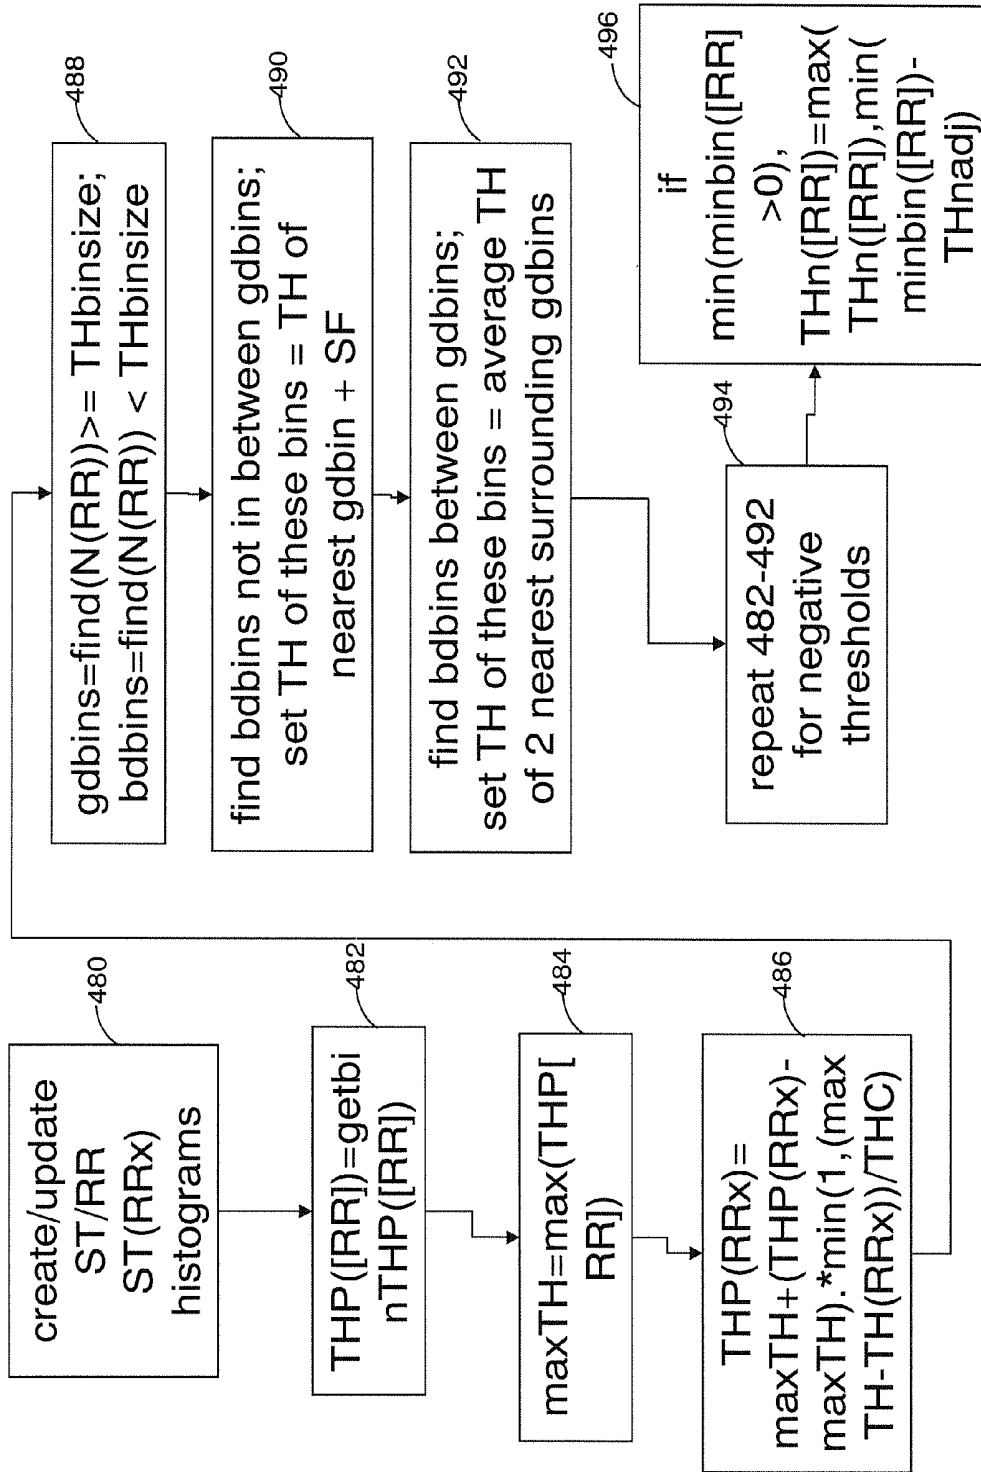 480
create/update
ST/RR
ST(RRx)
histograms
482
THP([RR])=getbi
nTHP([RR])
484
maxTH=max(THP[
RR])
486
THP(RRx)=
maxTH+(THP(RRx)-
maxTH).*min(1,(max
TH-TH(RRx))/THC)
488
gdbins=find(N(RR))>= THbinsize;
bdbins=find(N(RR)) < THbinsize
490
find bdbins not in between gdbins;
set TH of these bins = TH of
nearest gdbin + SF
492
find bdbins between gdbins;
set TH of these bins = average TH
of 2 nearest surrounding gdbins
494
repeat 482-492
for negative
thresholds
496
if
min(minbin([RR]
>0),
THn([RR])=max(
THn([RR]),min(
minbin([RR])-
THnadj)